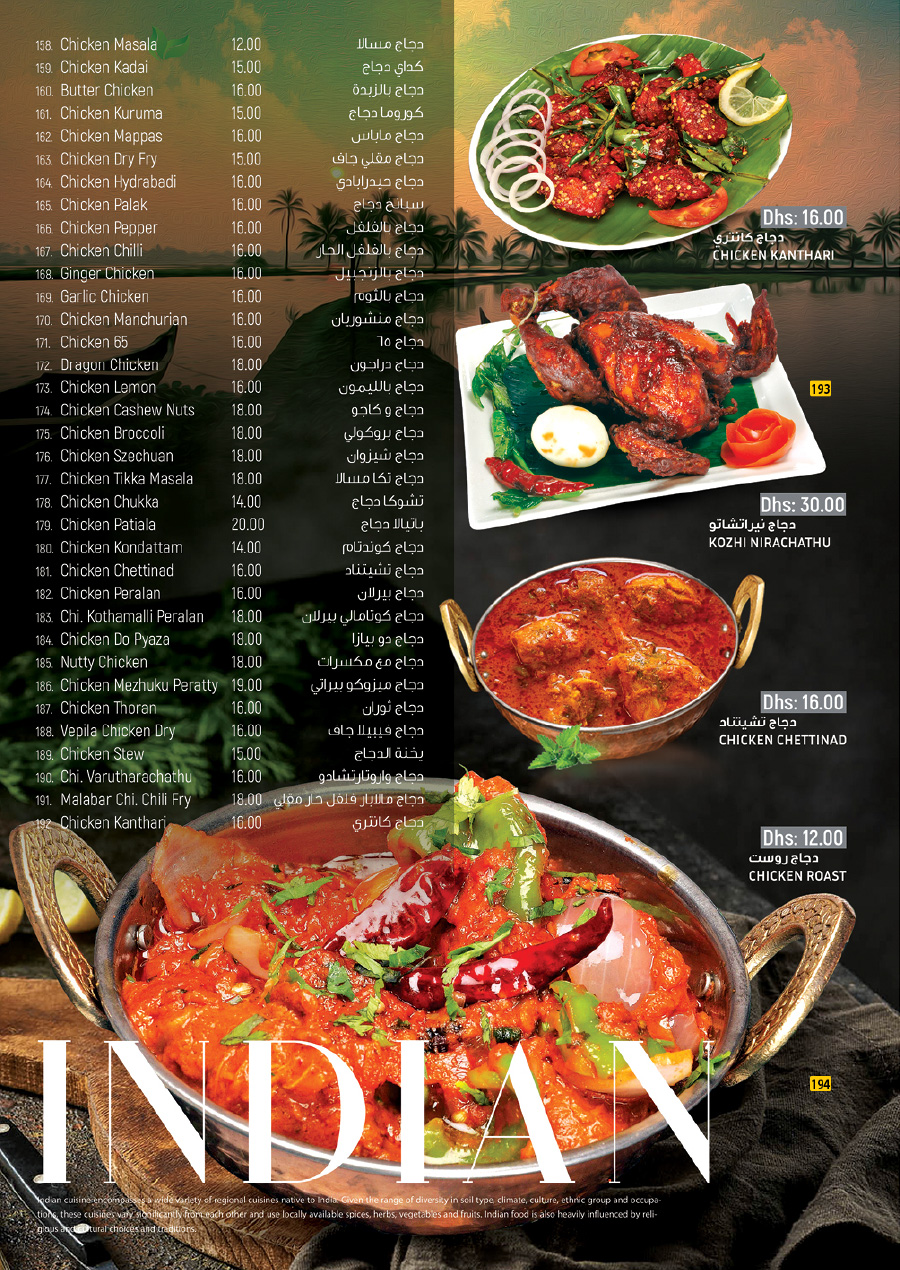 158. Chicken Masala 12.00 دجاج مسالا
159. Chicken Kadai 15.00 كداي دجاج
160. Butter Chicken 16.00 دجاج بالزبدة
161. Chicken Kuruma 15.00 كوروما دجاج
162. Chicken Mappas 16.00 دجاج ماباس
163. Chicken Dry Fry 15.00 دجاج مقلي جاف
164. Chicken Hydrabadi 16.00 دجاج حيدرابادي
165. Chicken Palak 16.00 سبانخ دجاج
166. Chicken Pepper 16.00 دجاج بالفلفل
167. Chicken Chilli 16.00 دجاج بالفلفل الحار
168. Ginger Chicken 16.00 دجاج بالزنجبيل
169. Garlic Chicken 16.00 دجاج بالثوم
170. Chicken Manchurian 16.00 دجاج منشوريان
171. Chicken 65 16.00 دجاج ٦٥
172. Dragon Chicken 18.00 دجاج دراجون
173. Chicken Lemon 16.00 دجاج بالليمون
174. Chicken Cashew Nuts 18.00 دجاج و كاجو
175. Chicken Broccoli 18.00 دجاج بروكولي
176. Chicken Szechuan 18.00 دجاج شيزوان
177. Chicken Tikka Masala 18.00 دجاج تكا مسالا
178. Chicken Chukka 14.00 تشوكا دجاج
179. Chicken Patiala 20.00 باتيالا دجاج
180. Chicken Kondattam 14.00 دجاج كوندتام
181. Chicken Chettinad 16.00 دجاج تشيتناد
182. Chicken Peralan 16.00 دجاج بيرلان
183. Chi. Kothamalli Peralan 18.00 دجاج كوتامالي بيرلان
184. Chicken Do Pyaza 18.00 دجاج دو بيازا
185. Nutty Chicken 18.00 دجاج مع مكسرات
186. Chicken Mezhuku Peratty 19.00 دجاج ميزوكو بيراتي
187. Chicken Thoran 16.00 دجاج ثوران
188. Vepila Chicken Dry 16.00 دجاج فيبيلا جاف
189. Chicken Stew 15.00 يخنة الدجاج
190. Chi. Varutharachathu 16.00 دجاج واروتارتشادو
191. Malabar Chi. Chili Fry 18.00 دجاج مالابار فلفل حار مقلي
192. Chicken Kanthari 16.00 دجاج كانتري
Dhs: 16.00
دجاج كانتري
CHICKEN KANTHARI
193
Dhs: 30.00
دجاج نيراتشاتو
KOZHI NIRACHATHU
Dhs: 16.00
دجاج تشيتناد
CHICKEN CHETTINAD
Dhs: 12.00
دجاج روست
CHICKEN ROAST
194
INDIAN
Indian cuisine encompasses a wide variety of regional cuisines native to India. Given the range of diversity in soil type, climate, culture, ethnic group and occupa-
tions, these cuisines vary significantly from each other and use locally available spices, herbs, vegetables and fruits. Indian food is also heavily influenced by reli-
gious and cultural choices and traditions.